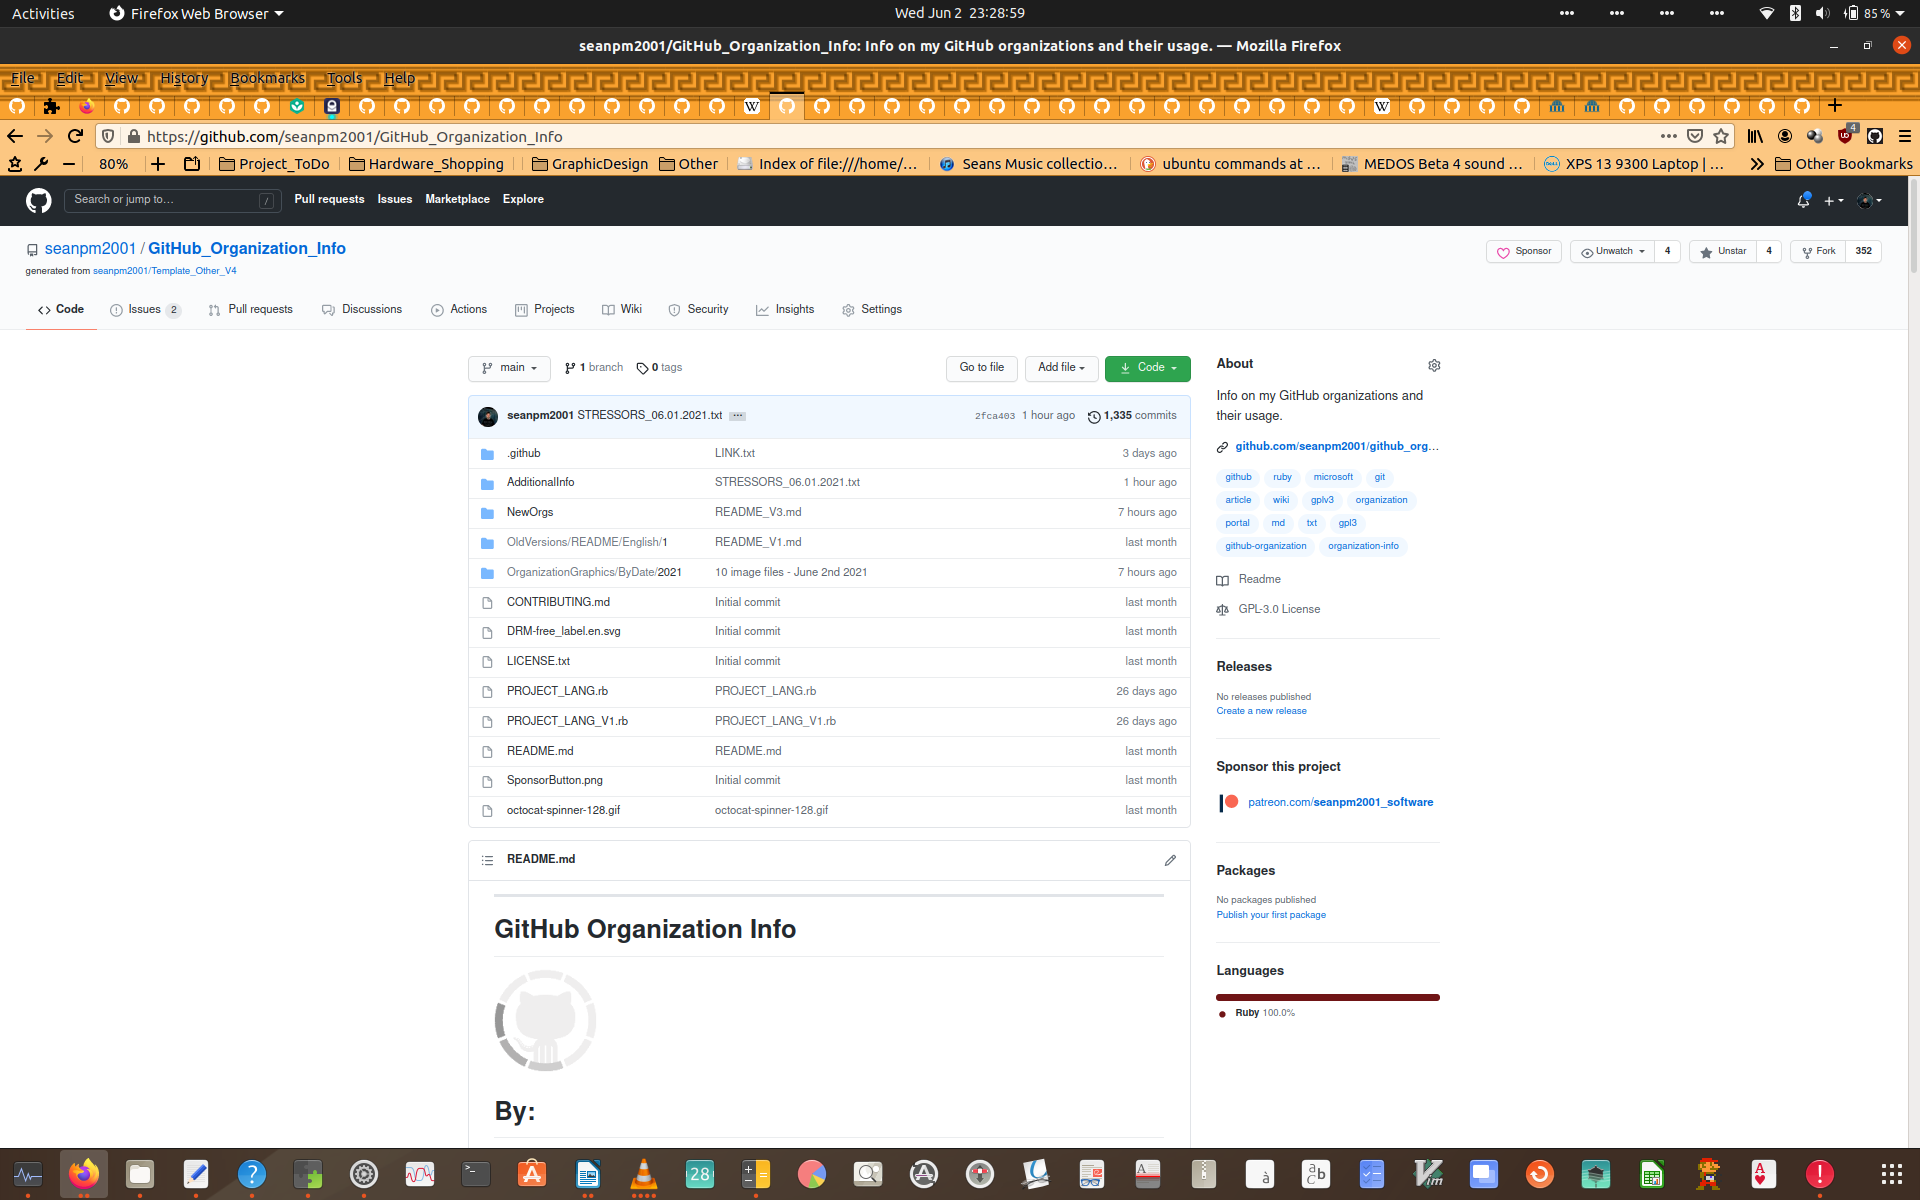 Activities
Firefox Web Browser
Wed Jun 2 23:28:59
85 %
seanpm2001/GitHub_Organization_Info: Info on my GitHub organizations and their usage. — Mozilla Firefox
File Edit View History Bookmarks Tools Help
https://github.com/seanpm2001/GitHub_Organization_Info
4
80%
Project_ToDo
Hardware_Shopping
GraphicDesign
Other
Index of file:///home/...
Seans Music collectio...
ubuntu commands at ...
MEDOS Beta 4 sound ...
XPS 13 9300 Laptop | ...
Other Bookmarks
Search or jump to... /
Pull requests Issues Marketplace Explore
seanpm2001 / GitHub_Organization_Info
generated from seanpm2001/Template_Other_V4
Sponsor
Unwatch 4
Unstar 4
Fork 352
Code
Issues 2
Pull requests
Discussions
Actions
Projects
Wiki
Security
Insights
Settings
main
1 branch
0 tags
Go to file
Add file
Code
seanpm2001 STRESSORS_06.01.2021.txt ...
2fca403 1 hour ago 1,335 commits
.github LINK.txt 3 days ago
AdditionalInfo STRESSORS_06.01.2021.txt 1 hour ago
NewOrgs README_V3.md 7 hours ago
OldVersions/README/English/1 README_V1.md last month
OrganizationGraphics/ByDate/2021 10 image files - June 2nd 2021 7 hours ago
CONTRIBUTING.md Initial commit last month
DRM-free_label.en.svg Initial commit last month
LICENSE.txt Initial commit last month
PROJECT_LANG.rb PROJECT_LANG.rb 26 days ago
PROJECT_LANG_V1.rb PROJECT_LANG_V1.rb 26 days ago
README.md README.md last month
SponsorButton.png Initial commit last month
octocat-spinner-128.gif octocat-spinner-128.gif last month
README.md
GitHub Organization Info
By:
About
Info on my GitHub organizations and
their usage.
github.com/seanpm2001/github_org...
github ruby microsoft git
article wiki gplv3 organization
portal md txt gpl3
github-organization organization-info
Readme
GPL-3.0 License
Releases
No releases published
Create a new release
Sponsor this project
patreon.com/seanpm2001_software
Packages
No packages published
Publish your first package
Languages
Ruby 100.0%
28